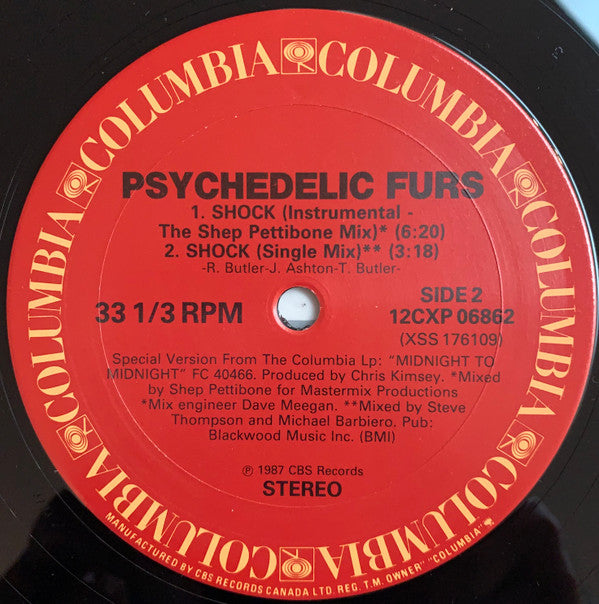 COLUMBIA COLUMBIA COLUMBIA COLUMBIA COLUMBIA COLUMBIA COLUMBIA COLUMBIA
PSYCHEDELIC FURS
1. SHOCK (Instrumental -
The Shep Pettibone Mix)* (6:20)
2. SHOCK (Single Mix)** (3:18)
-R. Butler-J. Ashton-T. Butler-
33 1/3 RPM
SIDE 2
12CXP 06862
(XSS 176109)
Special Version From The Columbia Lp: "MIDNIGHT TO
MIDNIGHT" FC 40466. Produced by Chris Kimsey. *Mixed
by Shep Pettibone for Mastermix Productions
*Mix engineer Dave Meegan. **Mixed by Steve
Thompson and Michael Barbiero. Pub:
Blackwood Music Inc. (BMI)
℗ 1987 CBS Records
STEREO
MANUFACTURED BY CBS RECORDS CANADA LTD. REG. T.M. OWNER "COLUMBIA"